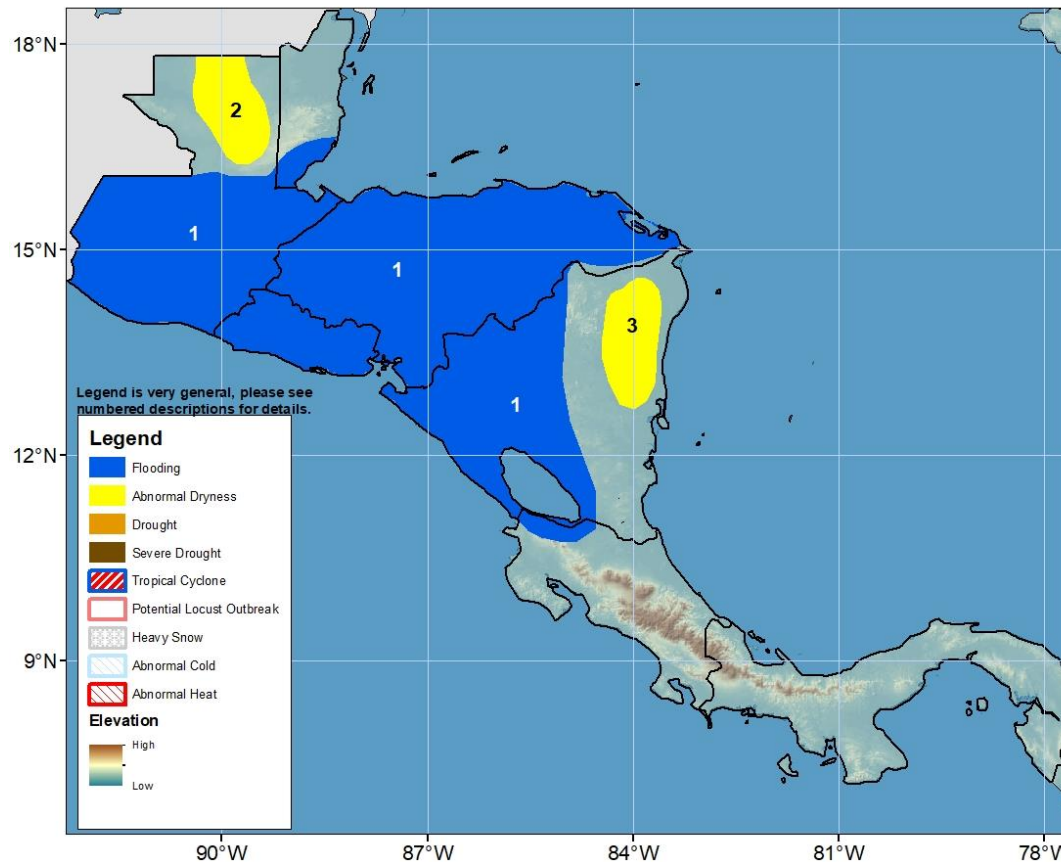 18°N
2
1
15°N
1
3
1
12°N
9°N
Legend is very general, please see
numbered descriptions for details.
Legend
Flooding
Abnormal Dryness
Drought
Severe Drought
Tropical Cyclone
Potential Locust Outbreak
Heavy Snow
Abnormal Cold
Abnormal Heat
Elevation
High
Low
90°W
87°W
84°W
81°W
78°W